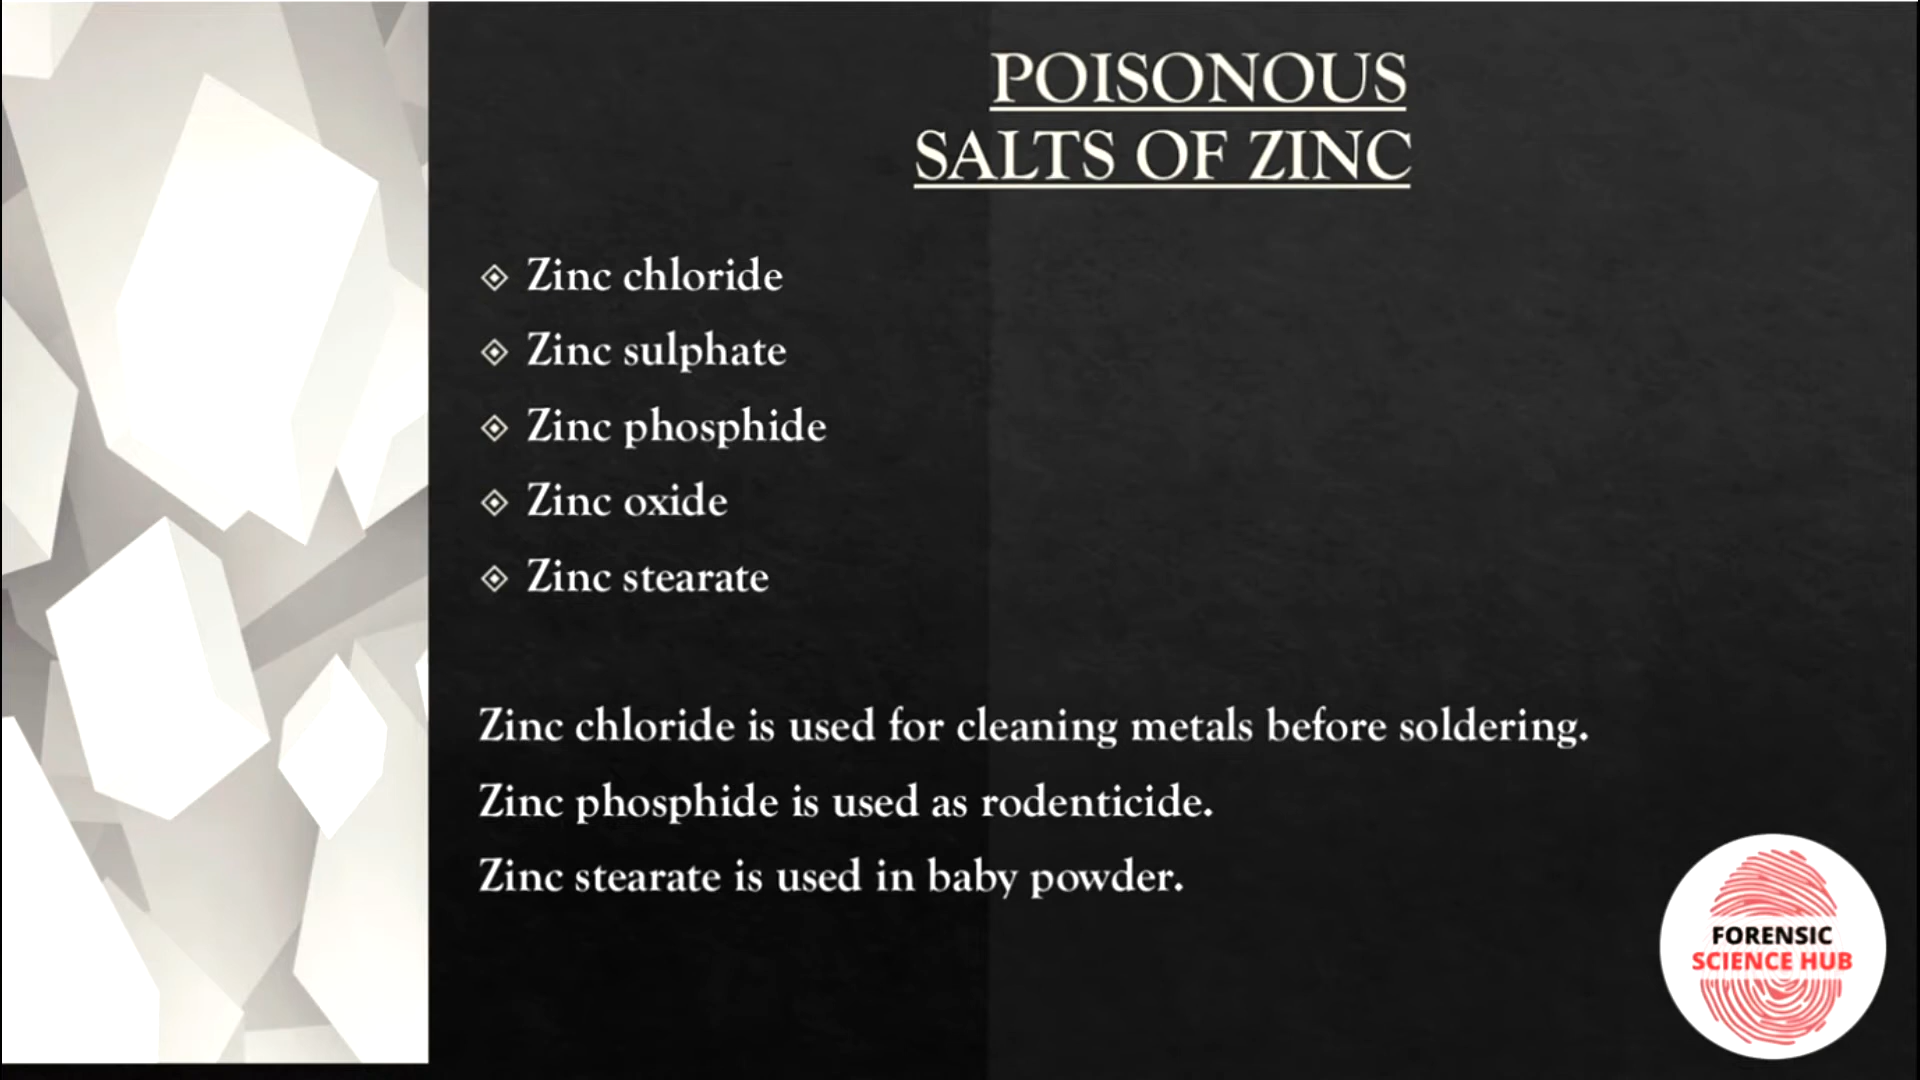 POISONOUS
SALTS OF ZINC
Zinc chloride
Zinc sulphate
Zinc phosphide
Zinc oxide
Zinc stearate
Zinc chloride is used for cleaning metals before soldering.
Zinc phosphide is used as rodenticide.
Zinc stearate is used in baby powder.
FORENSIC
SCIENCE HUB